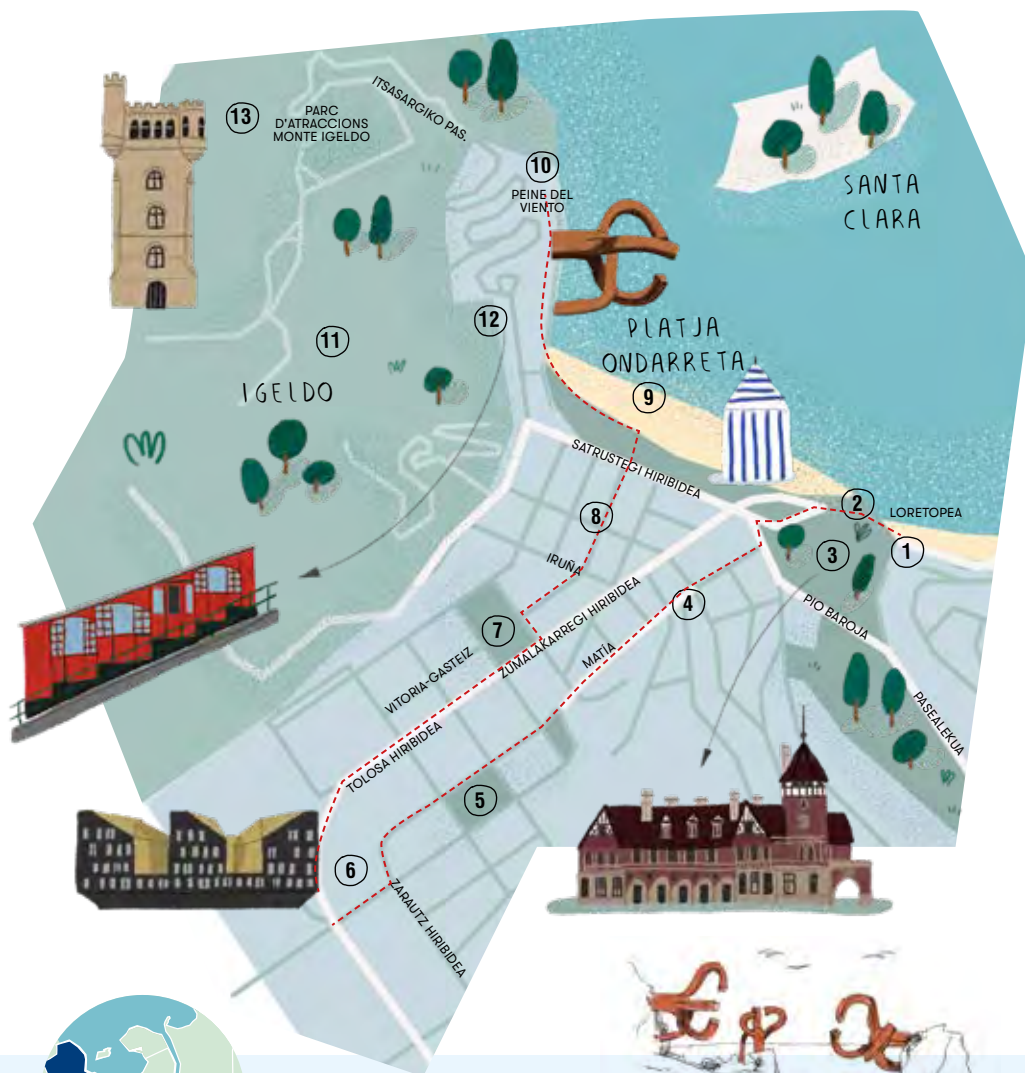 13
PARC
D'ATRACCIONS
MONTE IGELDO
ITSASARGIKO PAS.
10
PEINE DEL
VIENTO
SANTA
CLARA
12
11
IGELDO
PLATJA
ONDARRETA
9
SATRUSTEGI HIRIBIDEA
2
LORETOPEA
1
3
8
IRUÑA
4
PIO BAROJA
PASEALEKUA
7
ZUMALAKARREGI HIRIBIDEA
MATÍA
VITORIA-GASTEIZ
TOLOSA HIRIBIDEA
5
6
ZARAUTZ HIRIBIDEA